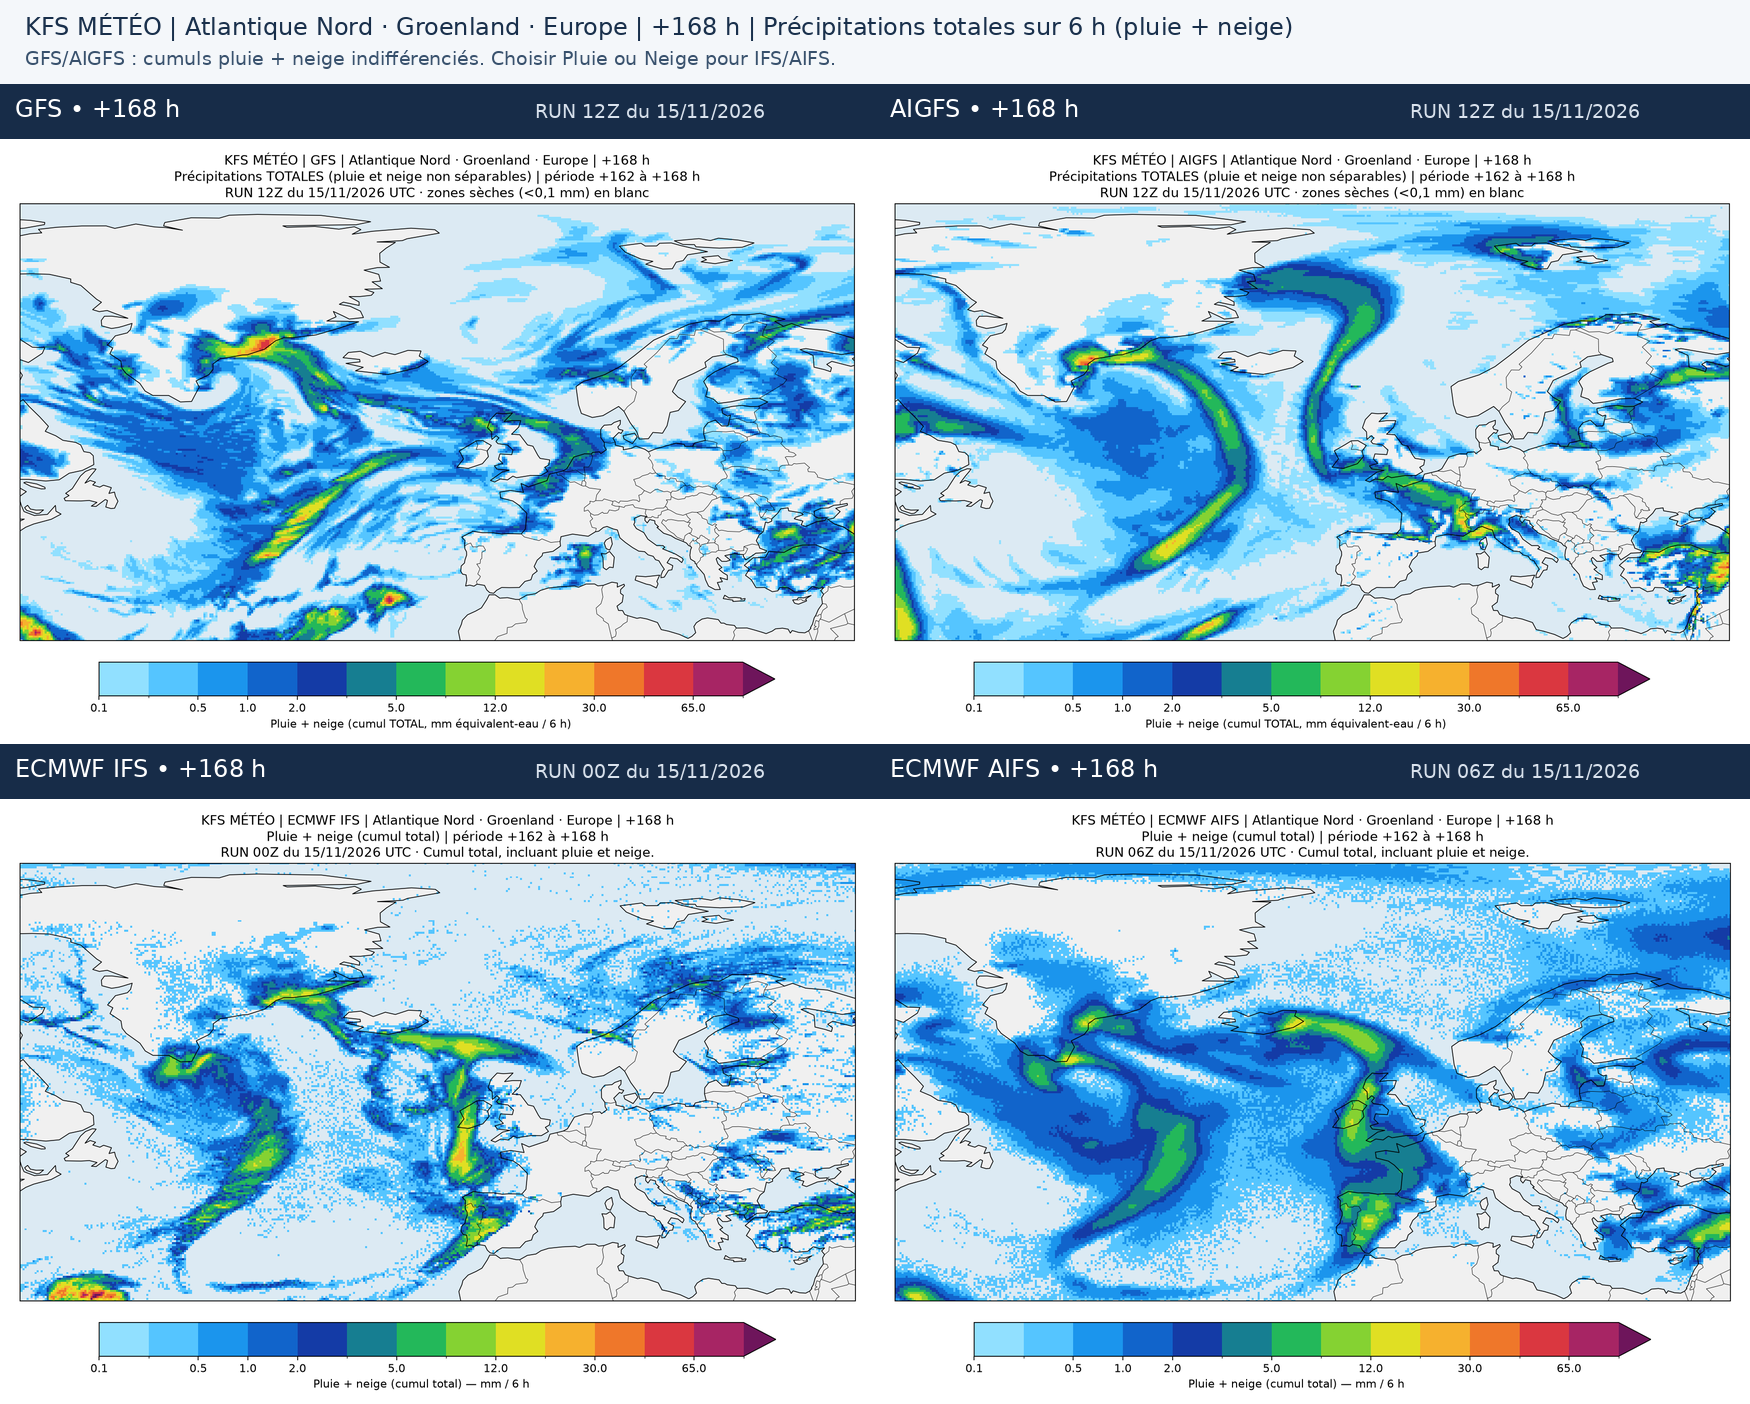 KFS MÉTÉO | Atlantique Nord · Groenland · Europe | +168 h | Précipitations totales sur 6 h (pluie + neige)
GFS/AIGFS : cumuls pluie + neige indifférenciés. Choisir Pluie ou Neige pour IFS/AIFS.
GFS • +168 h
RUN 12Z du 15/11/2026
AIGFS • +168 h
RUN 12Z du 15/11/2026
KFS MÉTÉO | GFS | Atlantique Nord · Groenland · Europe | +168 h
Précipitations TOTALES (pluie et neige non séparables) | période +162 à +168 h
RUN 12Z du 15/11/2026 UTC · zones sèches (<0,1 mm) en blanc
KFS MÉTÉO | AIGFS | Atlantique Nord · Groenland · Europe | +168 h
Précipitations TOTALES (pluie et neige non séparables) | période +162 à +168 h
RUN 12Z du 15/11/2026 UTC · zones sèches (<0,1 mm) en blanc
0.1 0.5 1.0 2.0 5.0 12.0 30.0 65.0
Pluie + neige (cumul TOTAL, mm équivalent-eau / 6 h)
0.1 0.5 1.0 2.0 5.0 12.0 30.0 65.0
Pluie + neige (cumul TOTAL, mm équivalent-eau / 6 h)
ECMWF IFS • +168 h
RUN 00Z du 15/11/2026
ECMWF AIFS • +168 h
RUN 06Z du 15/11/2026
KFS MÉTÉO | ECMWF IFS | Atlantique Nord · Groenland · Europe | +168 h
Pluie + neige (cumul total) | période +162 à +168 h
RUN 00Z du 15/11/2026 UTC · Cumul total, incluant pluie et neige.
KFS MÉTÉO | ECMWF AIFS | Atlantique Nord · Groenland · Europe | +168 h
Pluie + neige (cumul total) | période +162 à +168 h
RUN 06Z du 15/11/2026 UTC · Cumul total, incluant pluie et neige.
0.1 0.5 1.0 2.0 5.0 12.0 30.0 65.0
Pluie + neige (cumul total) — mm / 6 h
0.1 0.5 1.0 2.0 5.0 12.0 30.0 65.0
Pluie + neige (cumul total) — mm / 6 h